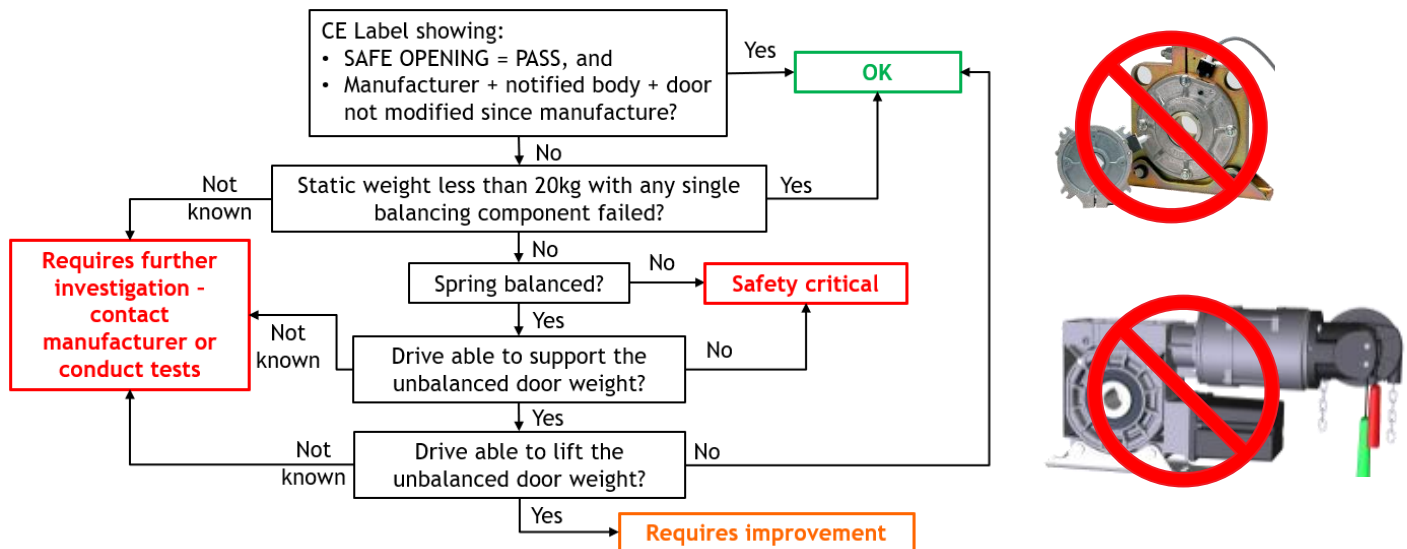 CE Label showing:
• SAFE OPENING = PASS, and
• Manufacturer + notified body + door
not modified since manufacture?
Yes
OK
No
Not
known
Static weight less than 20kg with any single
balancing component failed?
Yes
No
Requires further
investigation –
contact
manufacturer or
conduct tests
Spring balanced?
No
Safety critical
Yes
Not
known
Drive able to support the
unbalanced door weight?
No
Yes
Not
known
Drive able to lift the
unbalanced door weight?
No
Yes
Requires improvement